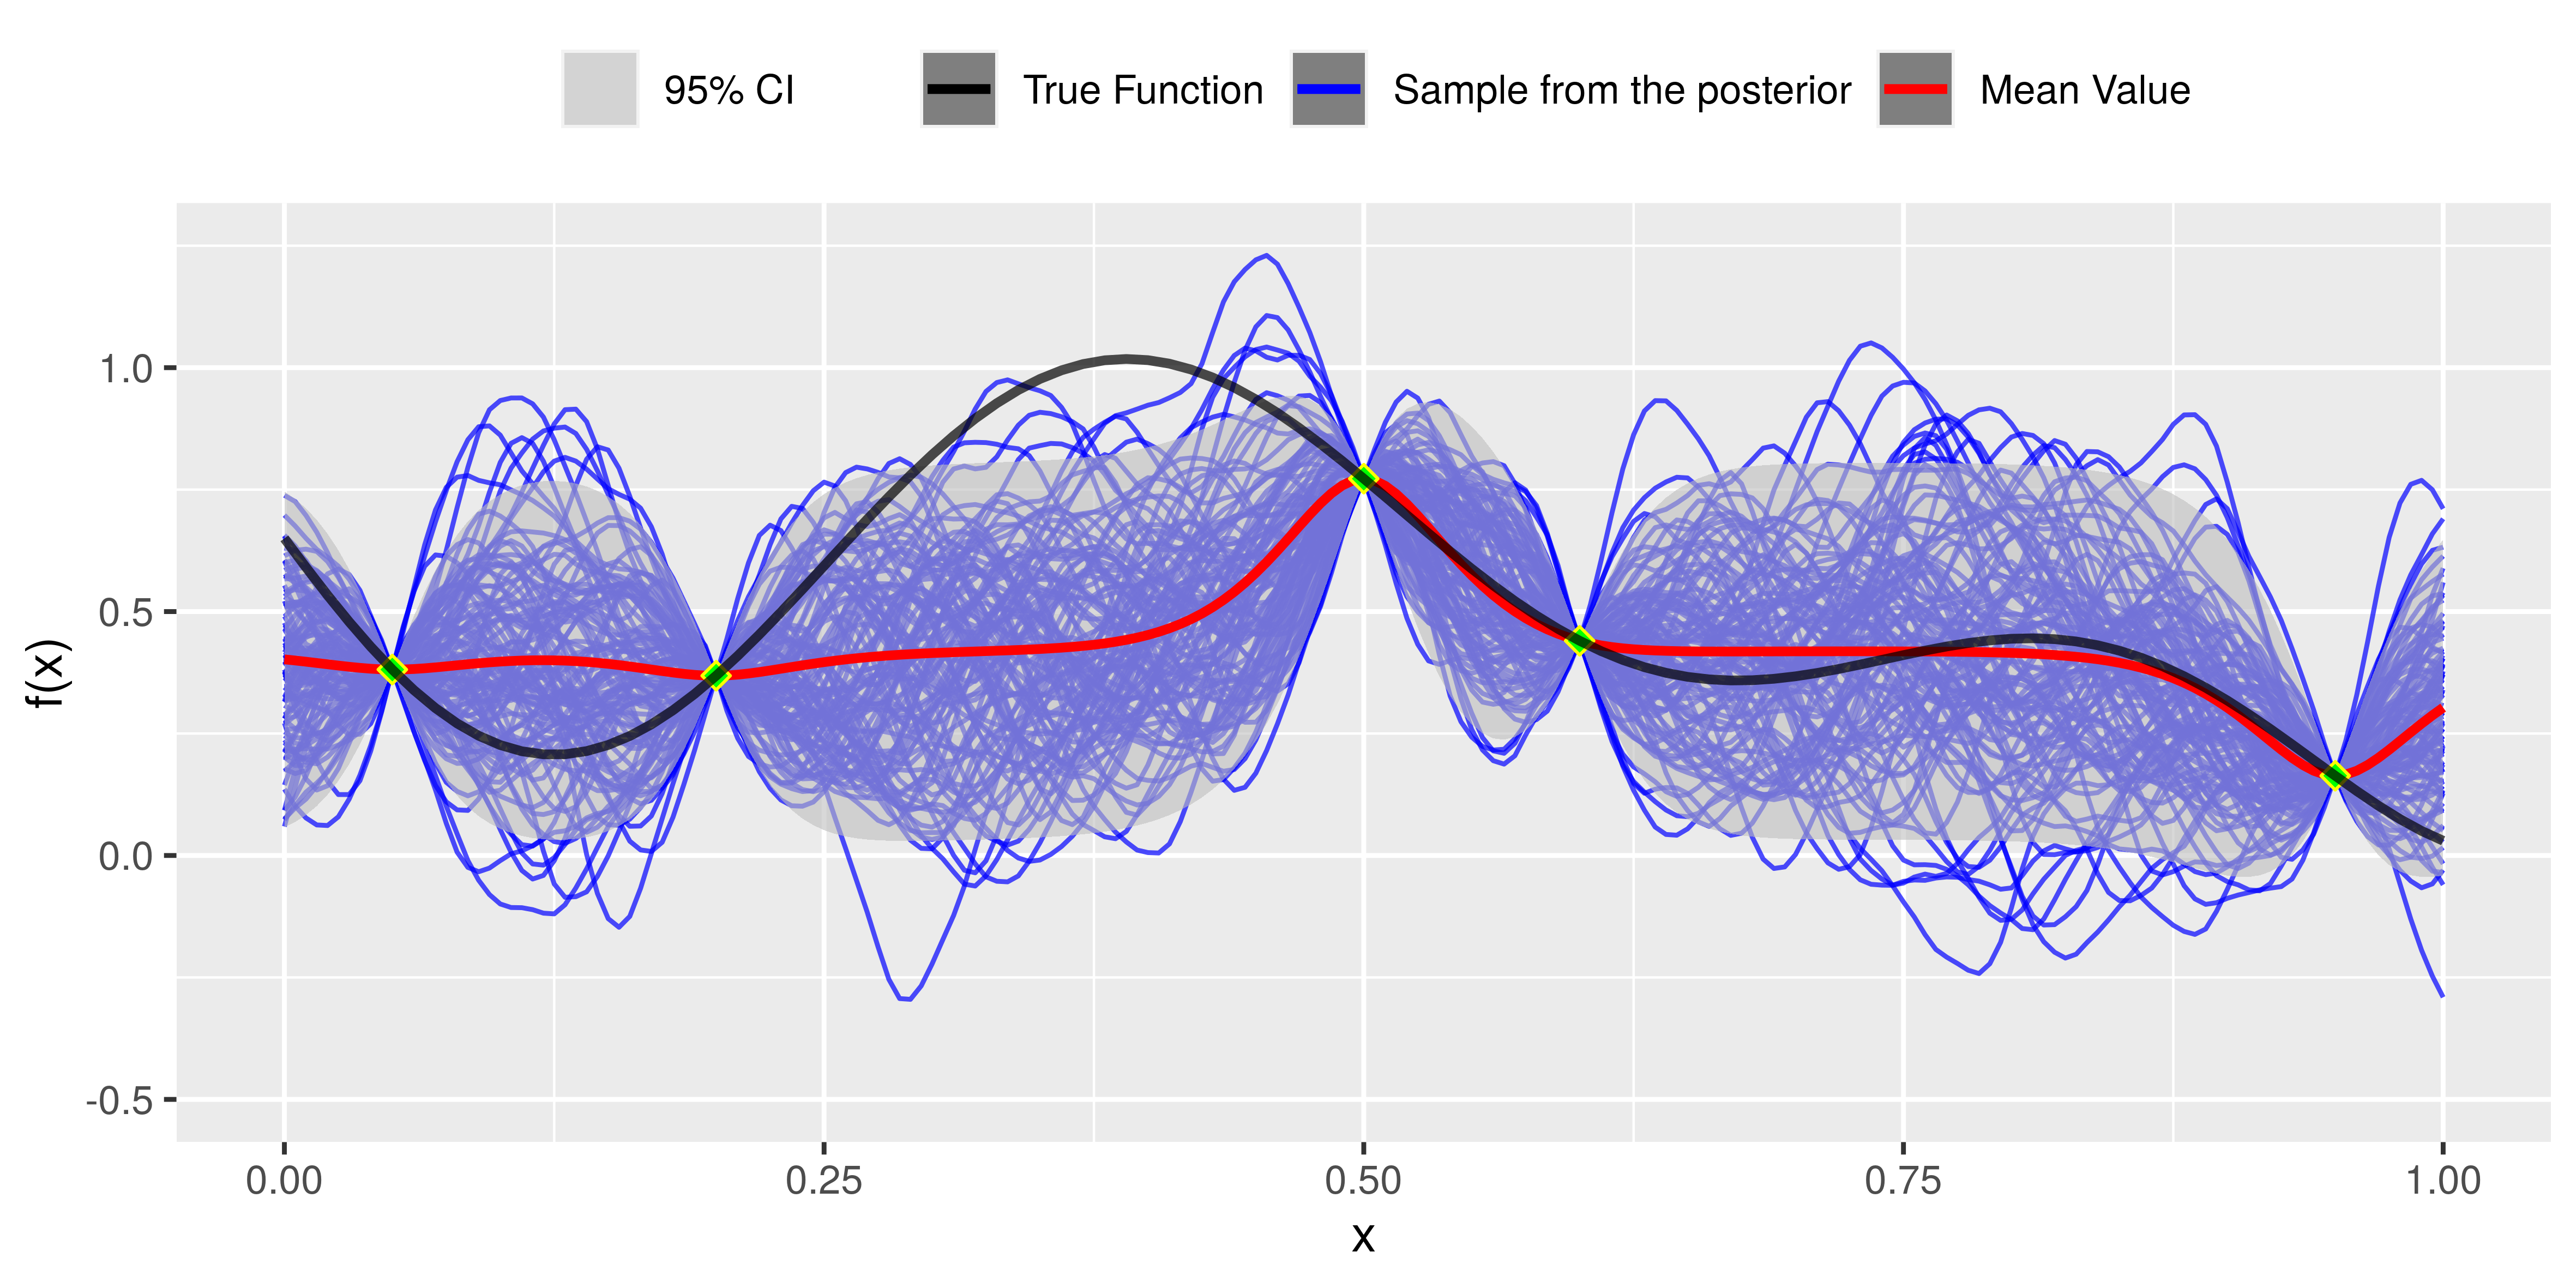 95% CI True Function Sample from the posterior Mean Value
1.0
0.5
0.0
-0.5
f(x)
0.00 0.25 0.50 0.75 1.00
x